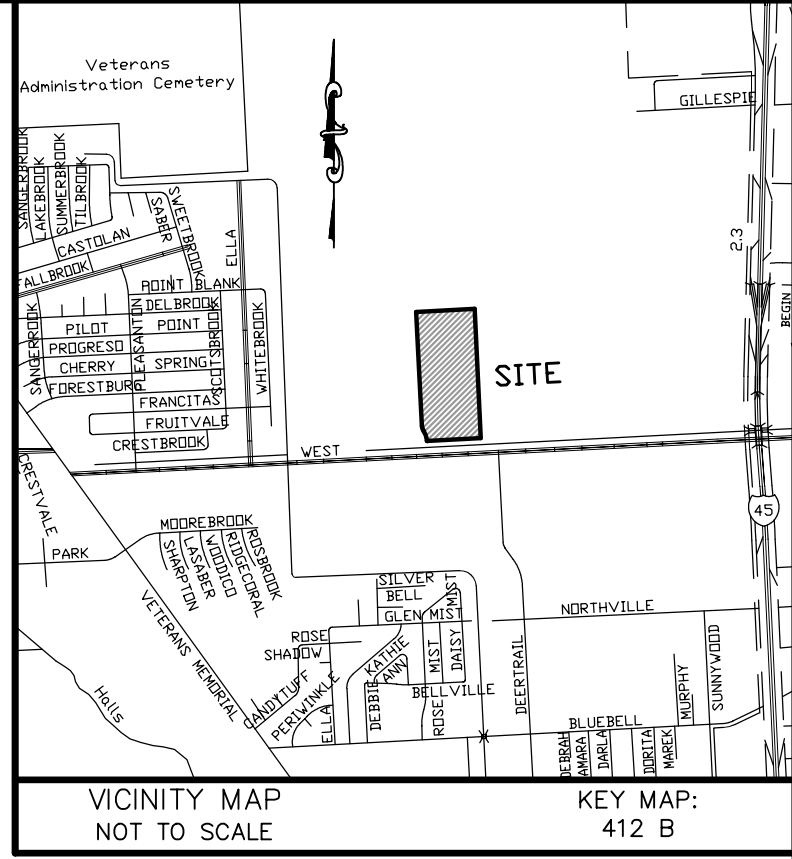 Veterans
Administration Cemetery
GILLESPIE
SANGERBROOK
LAKEBROOK
SUMMERBROOK
TILBROOK
SABER
SWEETBROOK
CASTOLAN
ELLA
2.3
FALLBROOK
POINT BLANK
DELBROOK
BEGIN
SANGERBROOK
PILOT
PLEASANTON
POINT
SCOTSBROOK
WHITEBROOK
PROGRESO
CHERRY
SPRING
SITE
FORESTBURG
FRANCITAS
FRUITVALE
CRESTBROOK
WEST
CRESTVALE
45
MOOREBROOK
PARK
SHARPTON
LASABER
WOODICO
RIDGECORAL
ROSBROOK
VETERANS MEMORIAL
SILVER
BELL
MIST
GLEN MIST
NORTHVILLE
ROSE
SHADOW
KATHIE
ANN
MIST
DAISY
DEERTRAIL
SUNNYWOOD
MURPHY
Halls
CANDYTUFF
PERIWINKLE
ELLA
DEBBIE
BELLVILLE
ROSE
BLUEBELL
DEBRAH
AMARA
DARLA
DORITA
MAREK
VICINITY MAP
NOT TO SCALE
KEY MAP:
412 B